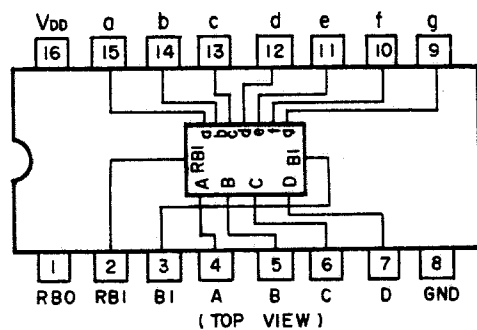 VDD a b c d e f g
16 15 14 13 12 11 10 9
a b c d e f g
RBI BI
A B C D
1 2 3 4 5 6 7 8
RBO RBI BI A B C D GND
(TOP VIEW)